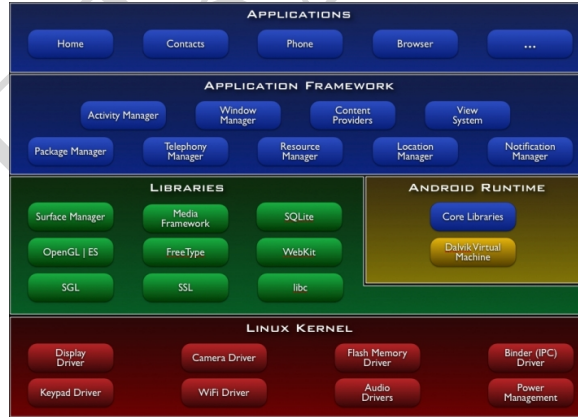 APPLICATIONS
Home Contacts Phone Browser ...
APPLICATION FRAMEWORK
Activity Manager Window Manager Content Providers View System
Package Manager Telephony Manager Resource Manager Location Manager Notification Manager
LIBRARIES
Surface Manager Media Framework SQLite
OpenGL | ES FreeType WebKit
SGL SSL libc
ANDROID RUNTIME
Core Libraries
Dalvik Virtual Machine
LINUX KERNEL
Display Driver Camera Driver Flash Memory Driver Binder (IPC) Driver
Keypad Driver WiFi Driver Audio Drivers Power Management